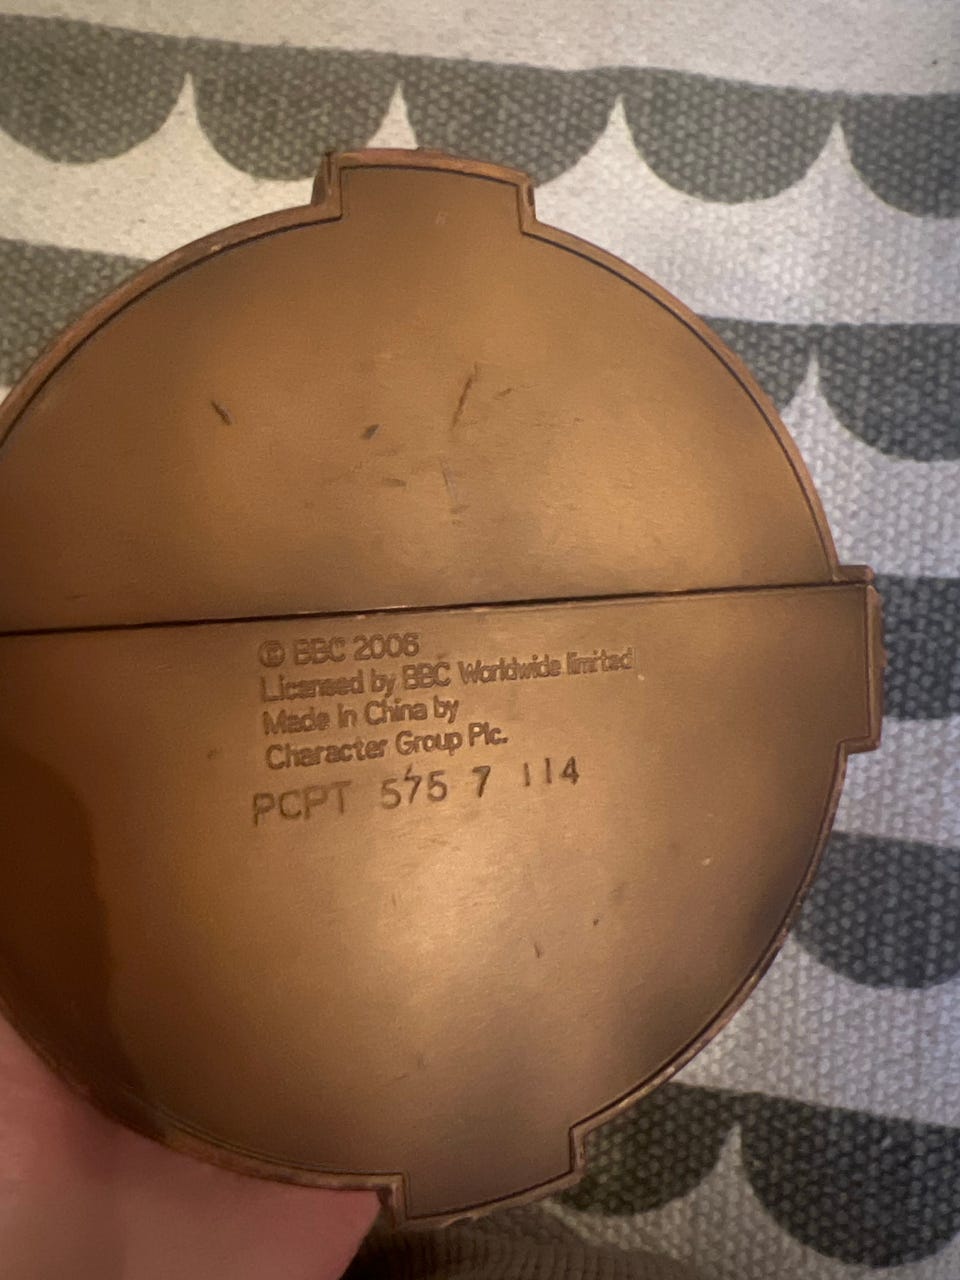 © BBC 2006
Licensed by BBC Worldwide limited
Made in China by
Character Group Plc.
PCPT 575 7 114